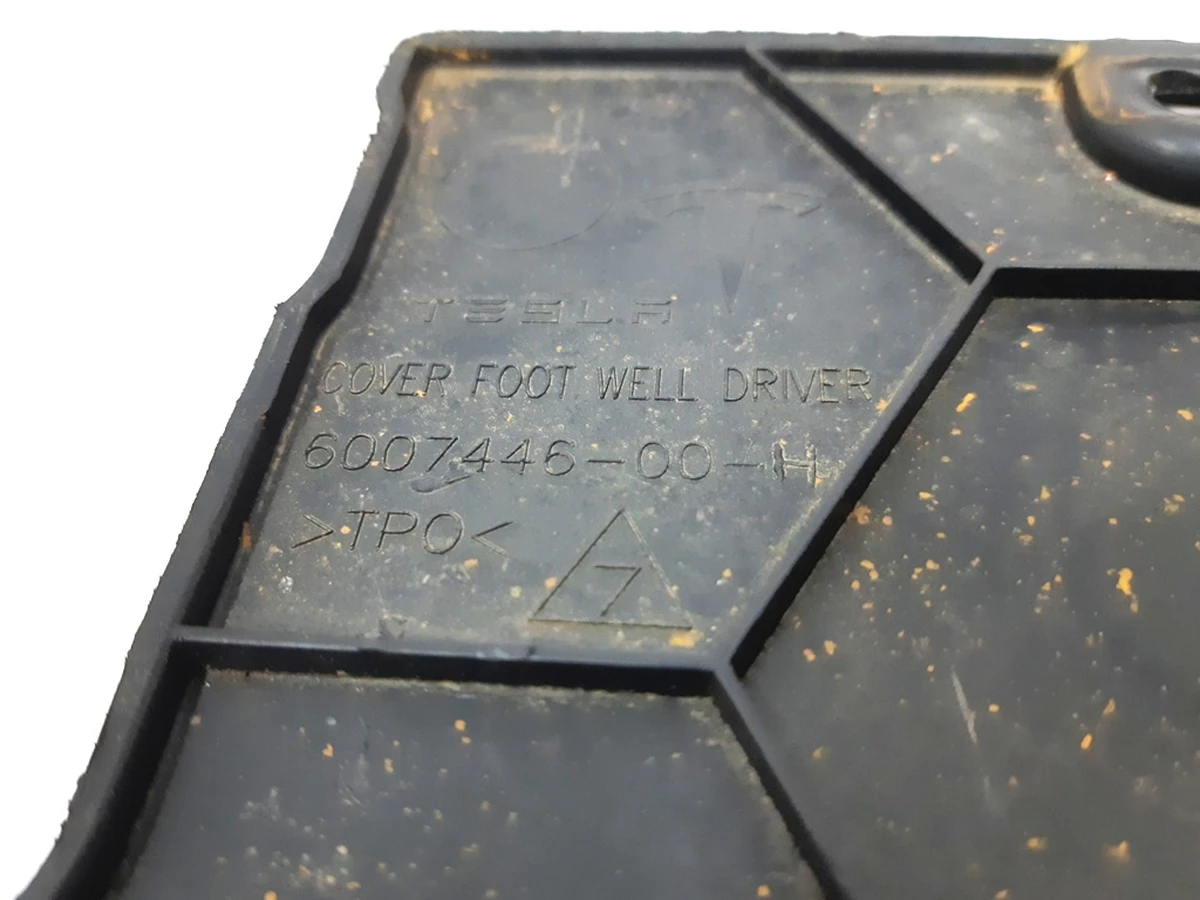 TESLA
COVER FOOT WELL DRIVER
6007446-00-H
>TPO<
7